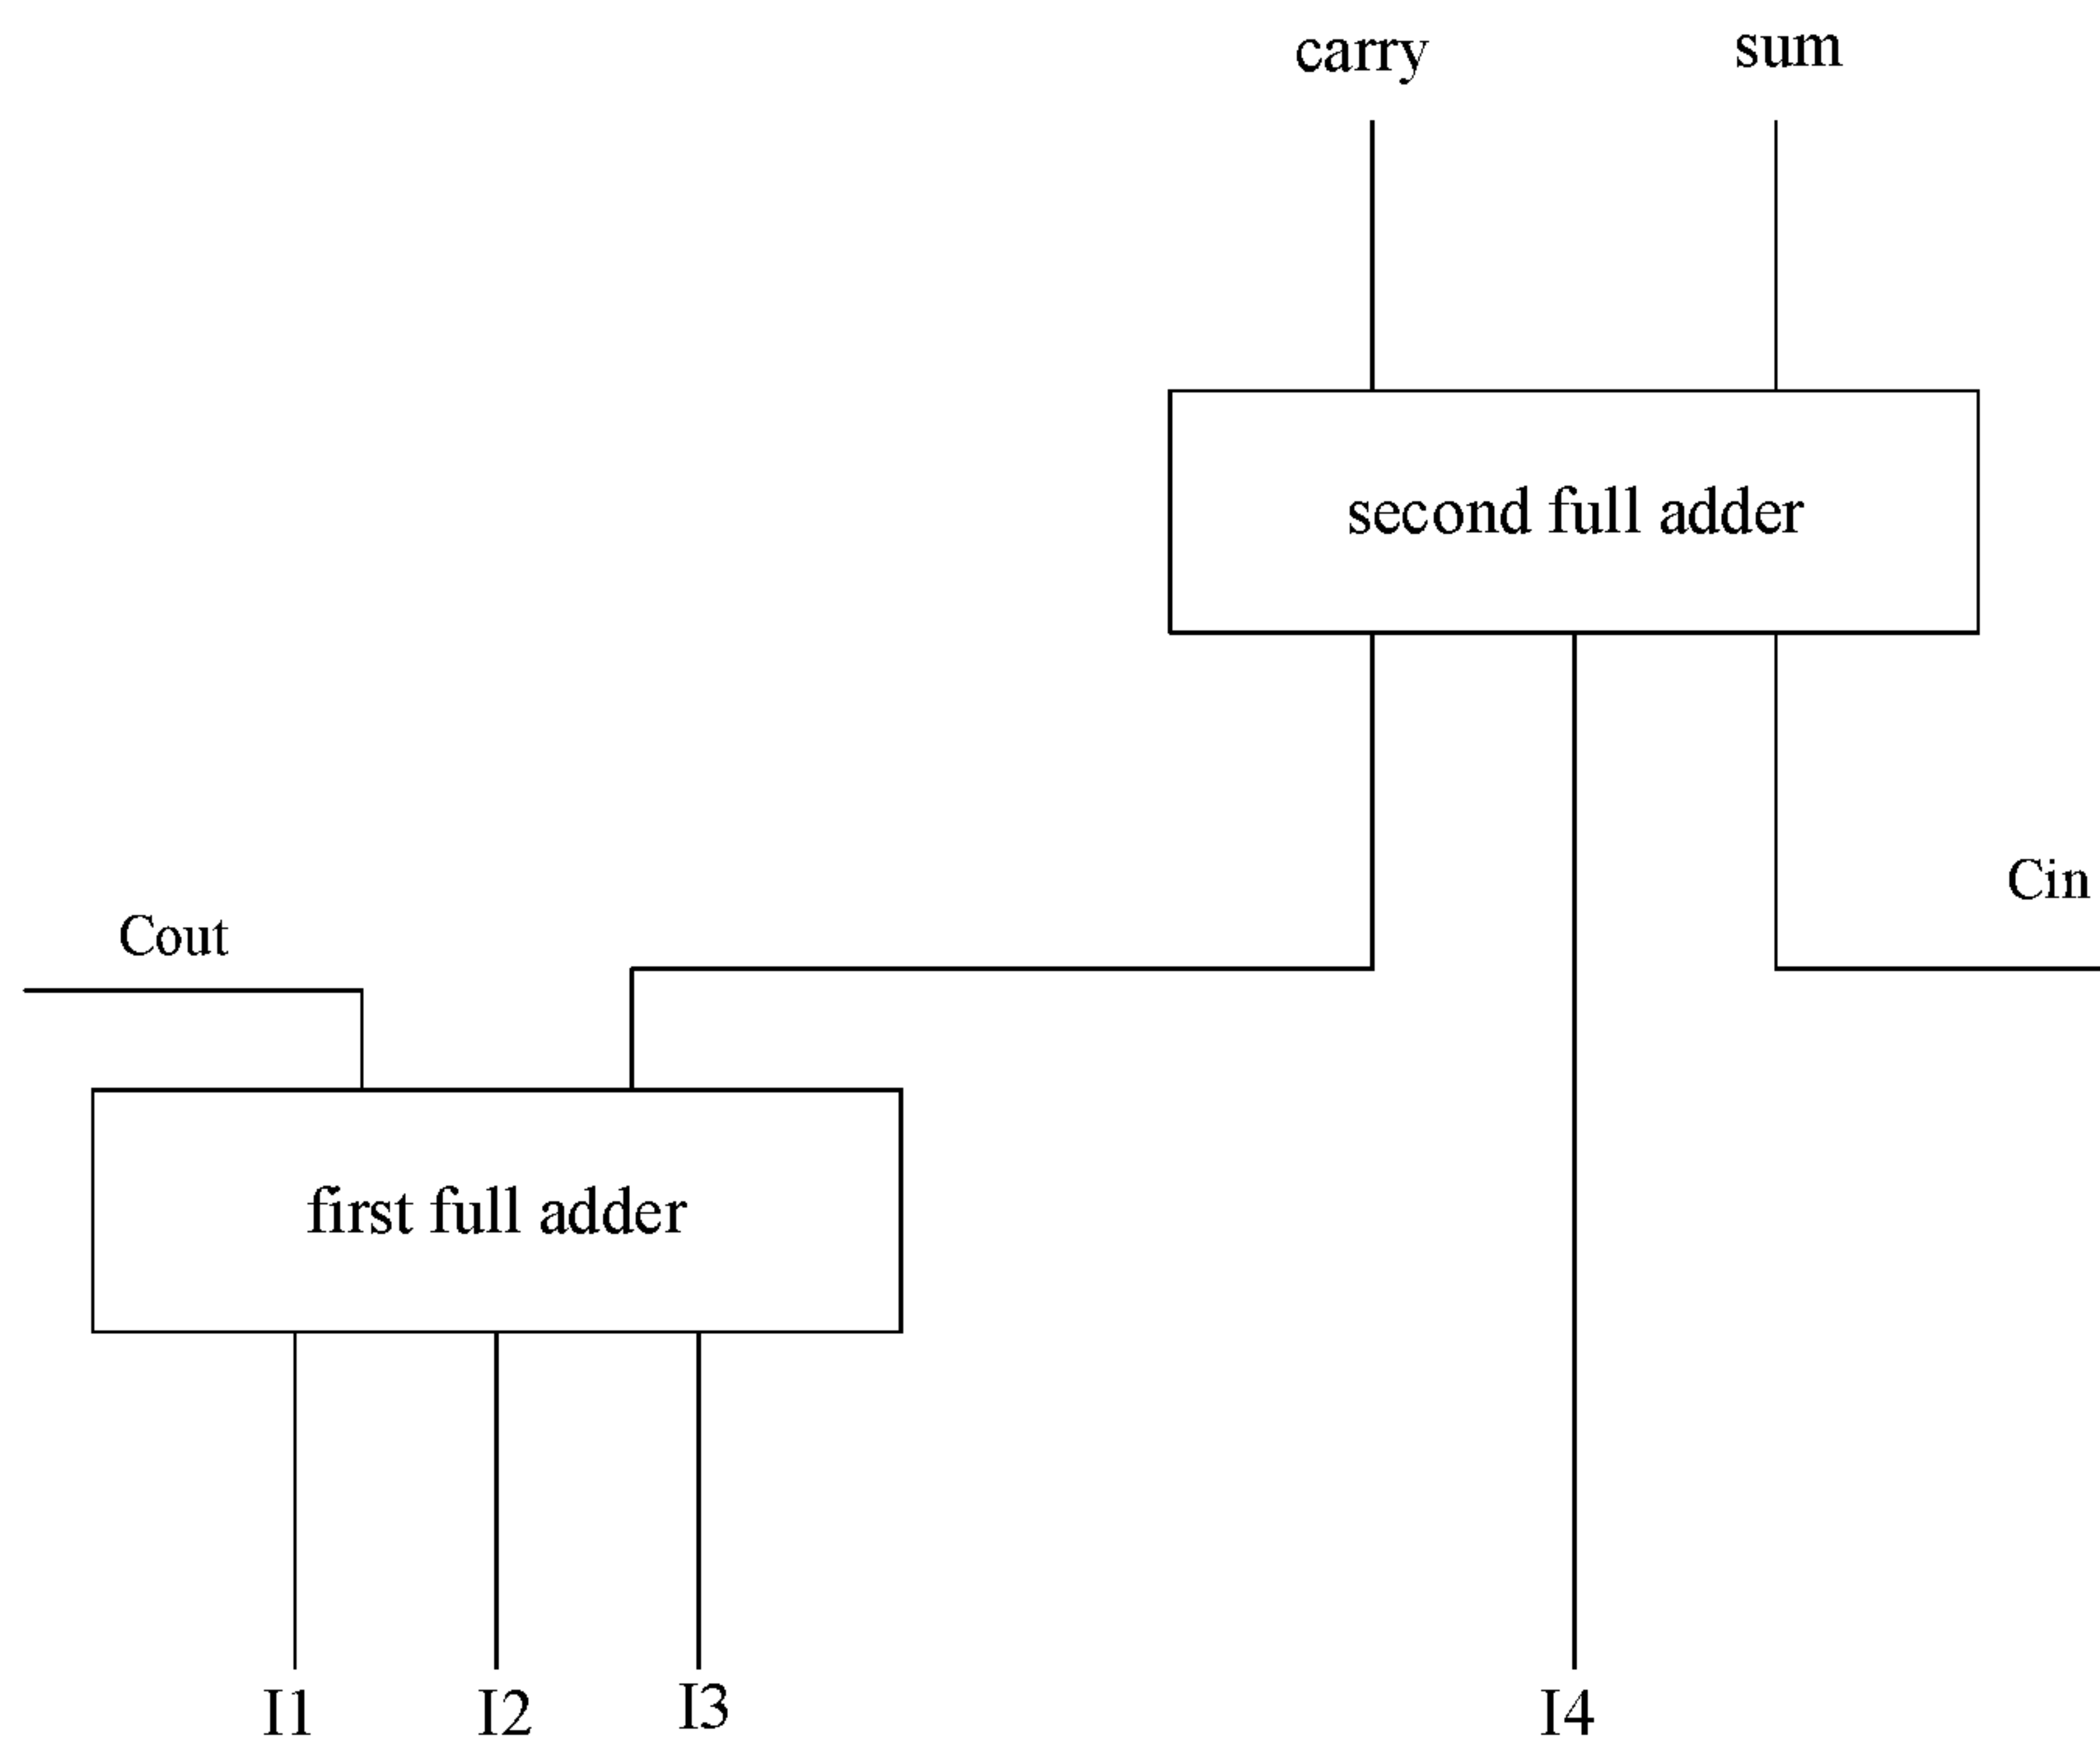 carry
sum
second full adder
Cin
Cout
first full adder
I1
I2
I3
I4